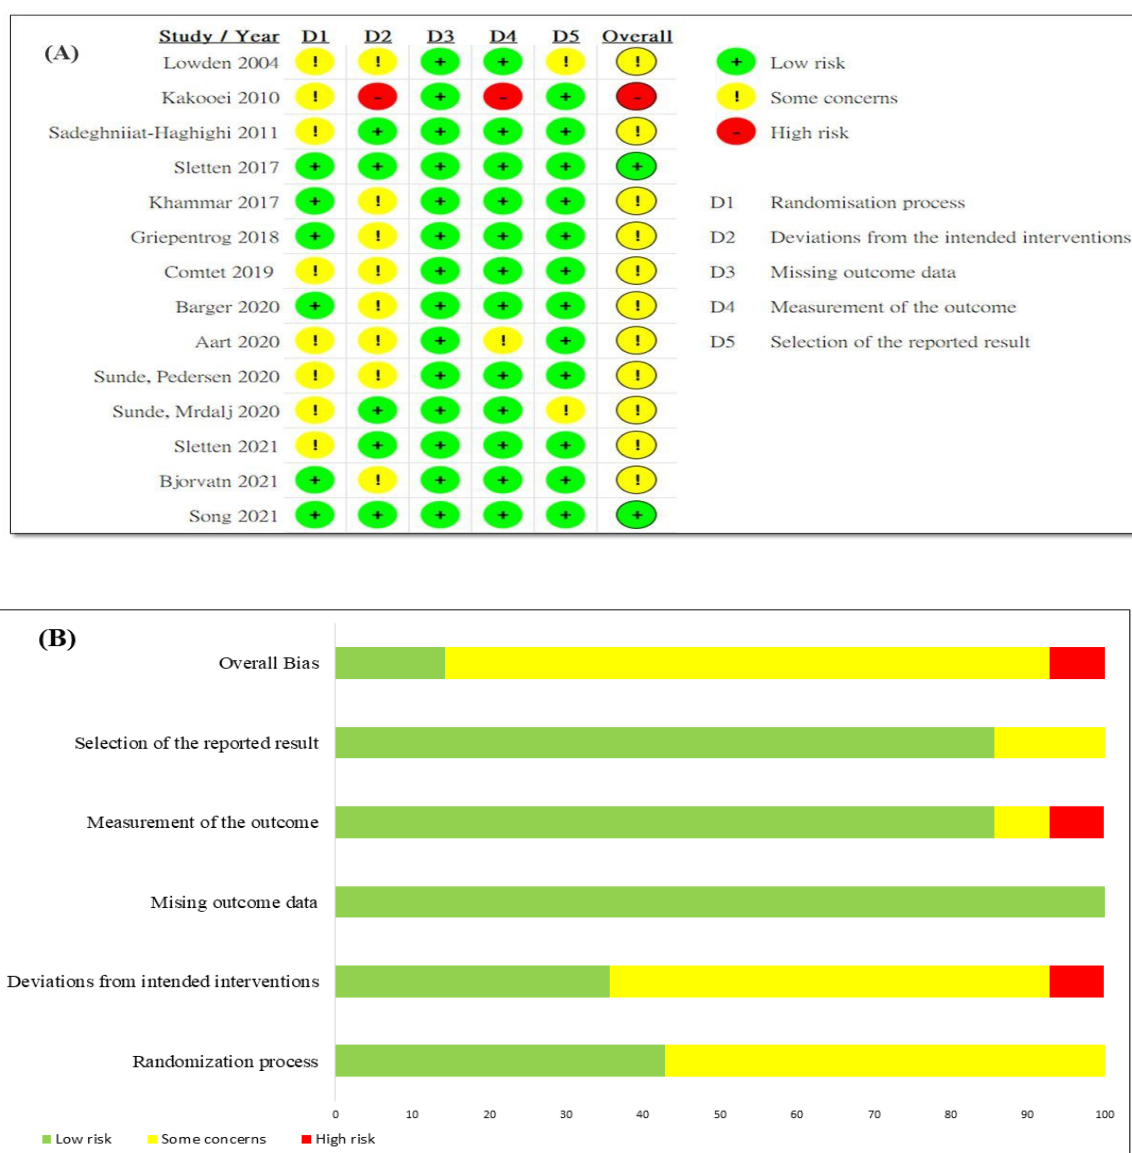 (A)
Study / Year D1 D2 D3 D4 D5 Overall
Lowden 2004 ! ! + + ! !
Kakooei 2010 ! - + - + -
Sadeghniiat-Haghighi 2011 ! + + + + !
Sletten 2017 + + + + + +
Khammar 2017 + ! + + + !
Griepentrog 2018 + ! + + + !
Comtet 2019 ! ! + + + !
Barger 2020 + ! + + + !
Aart 2020 ! ! + ! + !
Sunde, Pedersen 2020 ! ! + + + !
Sunde, Mrdalj 2020 ! + + + ! !
Sletten 2021 ! + + + + !
Bjorvatn 2021 + ! + + + !
Song 2021 + + + + + +
+ Low risk
! Some concerns
- High risk
D1 Randomisation process
D2 Deviations from the intended interventions
D3 Missing outcome data
D4 Measurement of the outcome
D5 Selection of the reported result
(B)
Overall Bias
Selection of the reported result
Measurement of the outcome
Mising outcome data
Deviations from intended interventions
Randomization process
0 10 20 30 40 50 60 70 80 90 100
Low risk Some concerns High risk